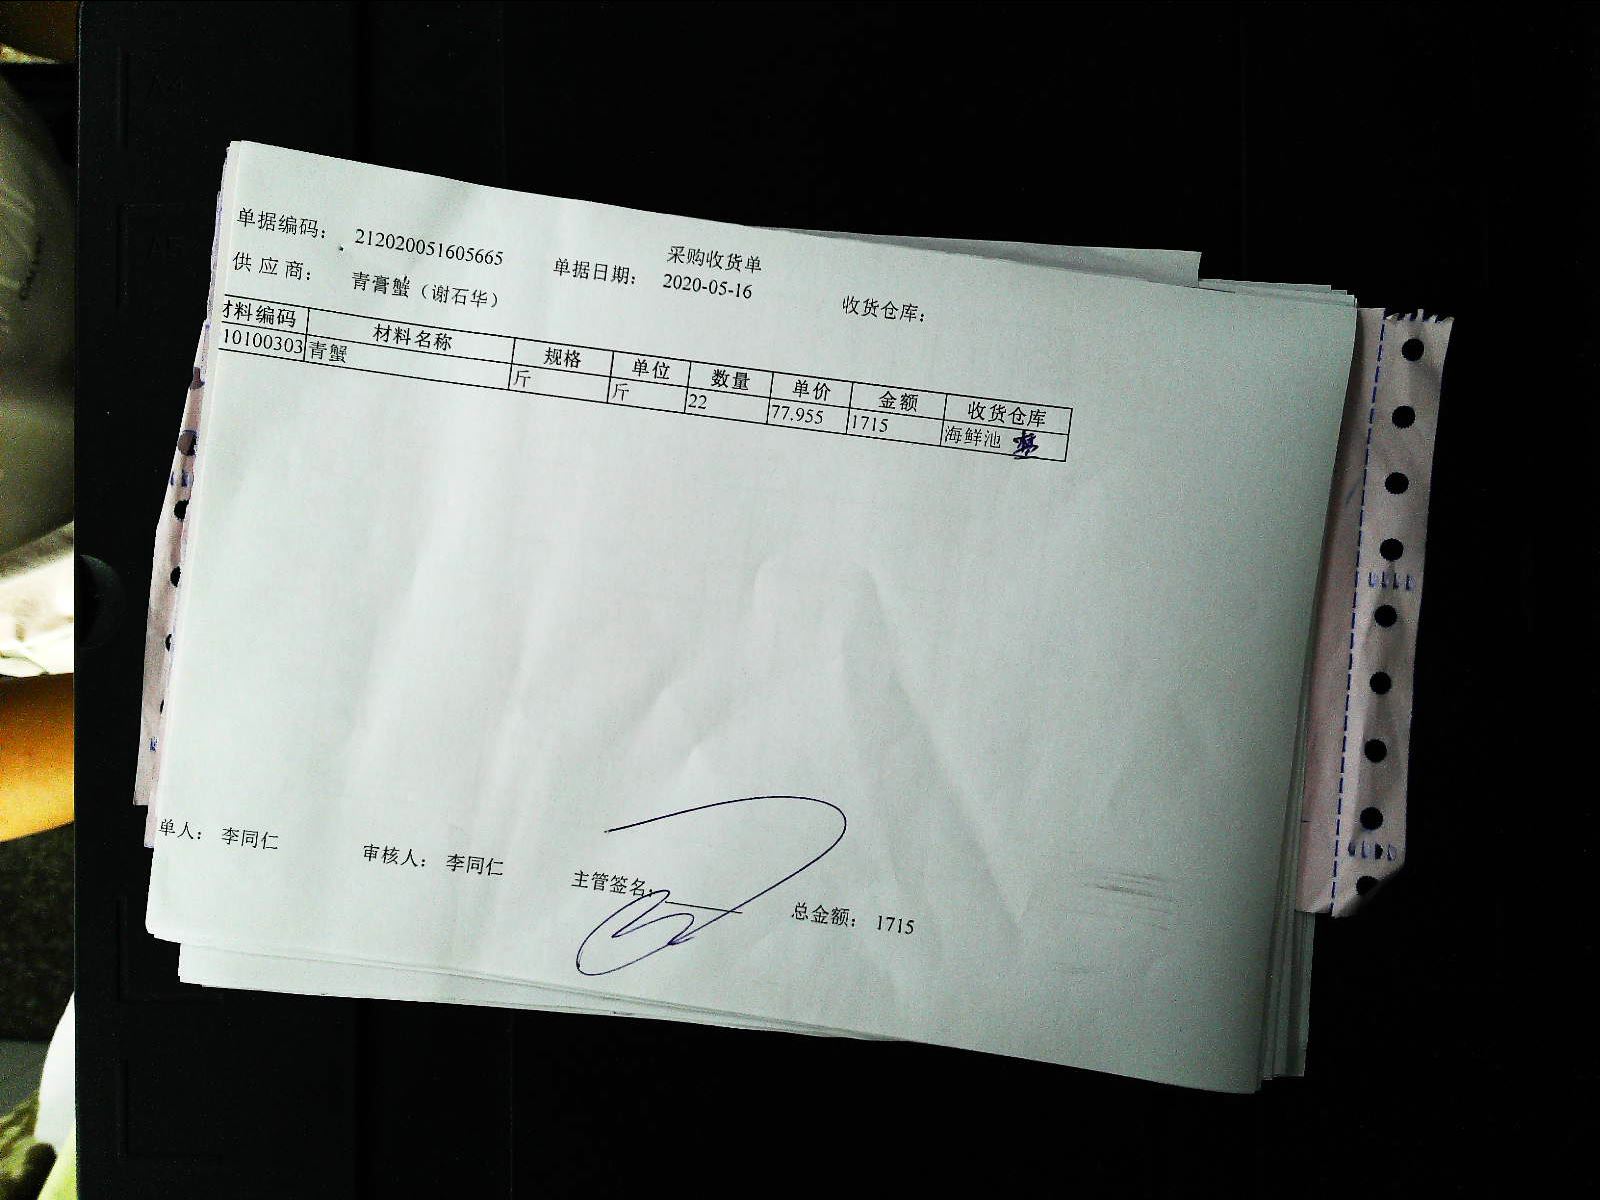 采购收货单
单据编码： 212020051605665 单据日期： 2020-05-16 收货仓库：
供 应 商： 青膏蟹（谢石华）
材料编码 材料名称 规格 单位 数量 单价 金额 收货仓库
10100303 青蟹 斤 斤 22 77.955 1715 海鲜池
单人： 李同仁 审核人： 李同仁 主管签名： 总金额： 1715